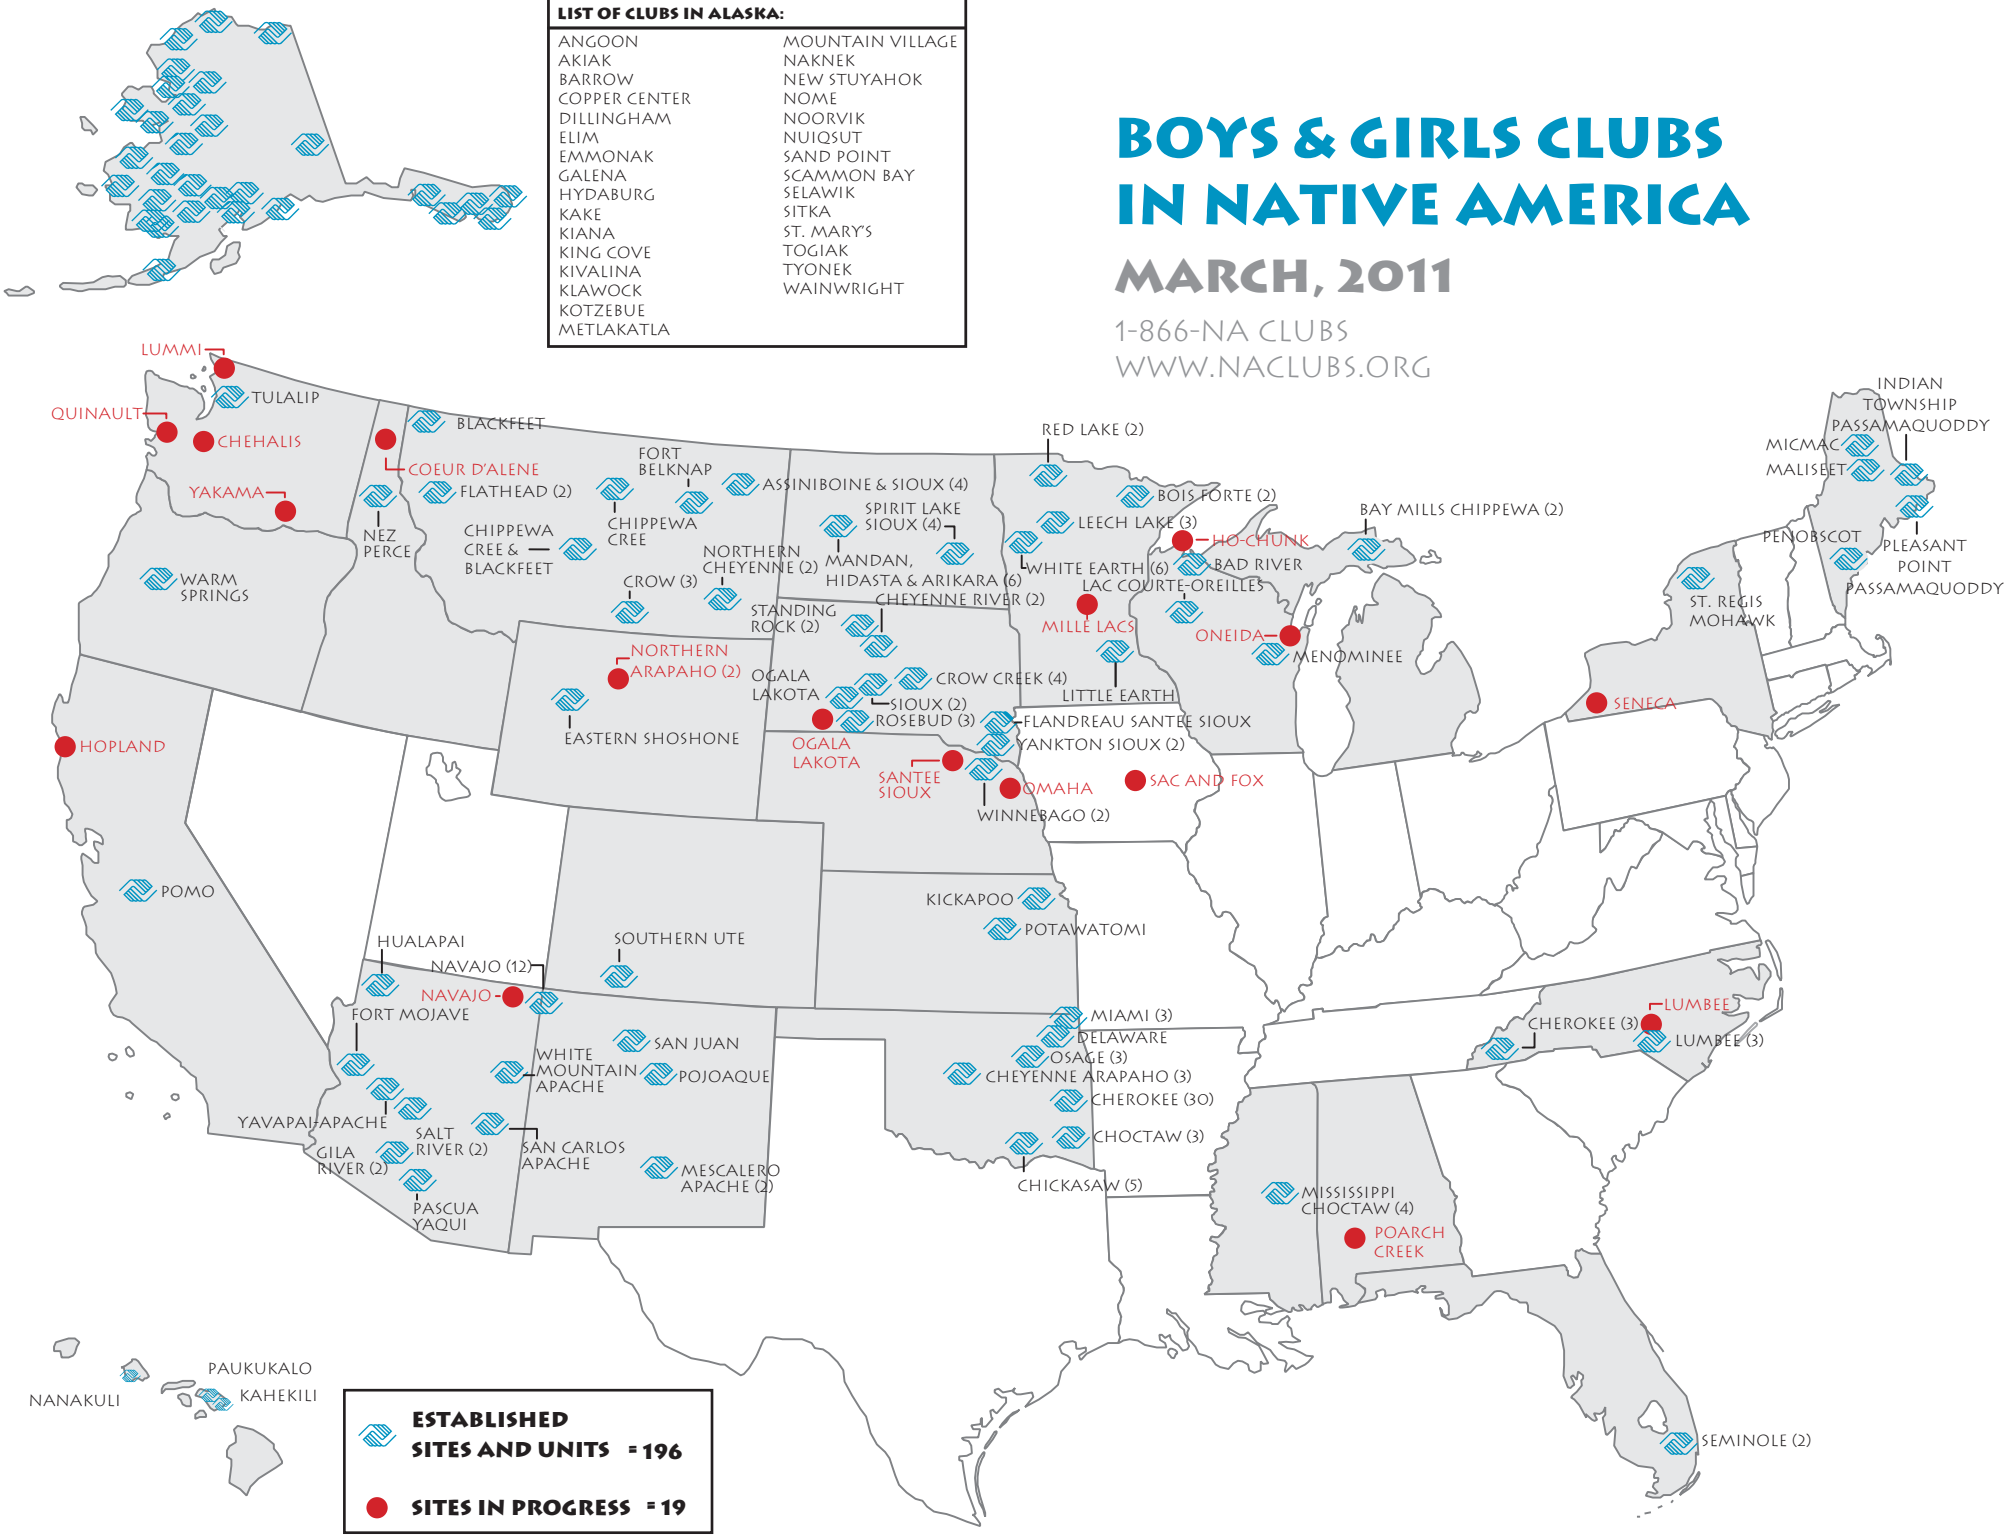 LIST OF CLUBS IN ALASKA:
ANGOON
AKIAK
BARROW
COPPER CENTER
DILLINGHAM
ELIM
EMMONAK
GALENA
HYDABURG
KAKE
KIANA
KING COVE
KIVALINA
KLAWOCK
KOTZEBUE
METLAKATLA
MOUNTAIN VILLAGE
NAKNEK
NEW STUYAHOK
NOME
NOORVIK
NUIQSUT
SAND POINT
SCAMMON BAY
SELAWIK
SITKA
ST. MARY'S
TOGIAK
TYONEK
WAINWRIGHT
BOYS & GIRLS CLUBS
IN NATIVE AMERICA
MARCH, 2011
1-866-NA CLUBS
WWW.NACLUBS.ORG
LUMMI
TULALIP
QUINAULT
CHEHALIS
YAKAMA
COEUR D'ALENE
NEZ
PERCE
WARM
SPRINGS
BLACKFEET
FLATHEAD (2)
CHIPPEWA
CREE &
BLACKFEET
CHIPPEWA
CREE
FORT
BELKNAP
ASSINIBOINE & SIOUX (4)
CROW (3)
NORTHERN
CHEYENNE (2)
SPIRIT LAKE
SIOUX (4)
MANDAN,
HIDASTA & ARIKARA (6)
CHEYENNE RIVER (2)
STANDING
ROCK (2)
NORTHERN
ARAPAHO (2)
EASTERN SHOSHONE
OGALA
LAKOTA
CROW CREEK (4)
SIOUX (2)
ROSEBUD (3)
OGALA
LAKOTA
FLANDREAU SANTEE SIOUX
YANKTON SIOUX (2)
SANTEE
SIOUX
OMAHA
WINNEBAGO (2)
SAC AND FOX
RED LAKE (2)
BOIS FORTE (2)
LEECH LAKE (3)
WHITE EARTH (6)
HO-CHUNK
BAD RIVER
LAC COURTE-OREILLES
MILLE LACS
ONEIDA
MENOMINEE
LITTLE EARTH
BAY MILLS CHIPPEWA (2)
INDIAN
TOWNSHIP
PASSAMAQUODDY
MICMAC
MALISEET
PENOBSCOT
PLEASANT
POINT
PASSAMAQUODDY
ST. REGIS
MOHAWK
SENECA
HOPLAND
POMO
HUALAPAI
NAVAJO (12)
NAVAJO
FORT MOJAVE
SOUTHERN UTE
SAN JUAN
POJOAQUE
WHITE
MOUNTAIN
APACHE
YAVAPAI-APACHE
SALT
RIVER (2)
GILA
RIVER (2)
SAN CARLOS
APACHE
PASCUA
YAQUI
MESCALERO
APACHE (2)
KICKAPOO
POTAWATOMI
MIAMI (3)
DELAWARE
OSAGE (3)
CHEYENNE ARAPAHO (3)
CHEROKEE (30)
CHOCTAW (3)
CHICKASAW (5)
LUMBEE
CHEROKEE (3)
LUMBEE (3)
MISSISSIPPI
CHOCTAW (4)
POARCH
CREEK
SEMINOLE (2)
PAUKUKALO
KAHEKILI
NANAKULI
ESTABLISHED
SITES AND UNITS = 196
SITES IN PROGRESS = 19